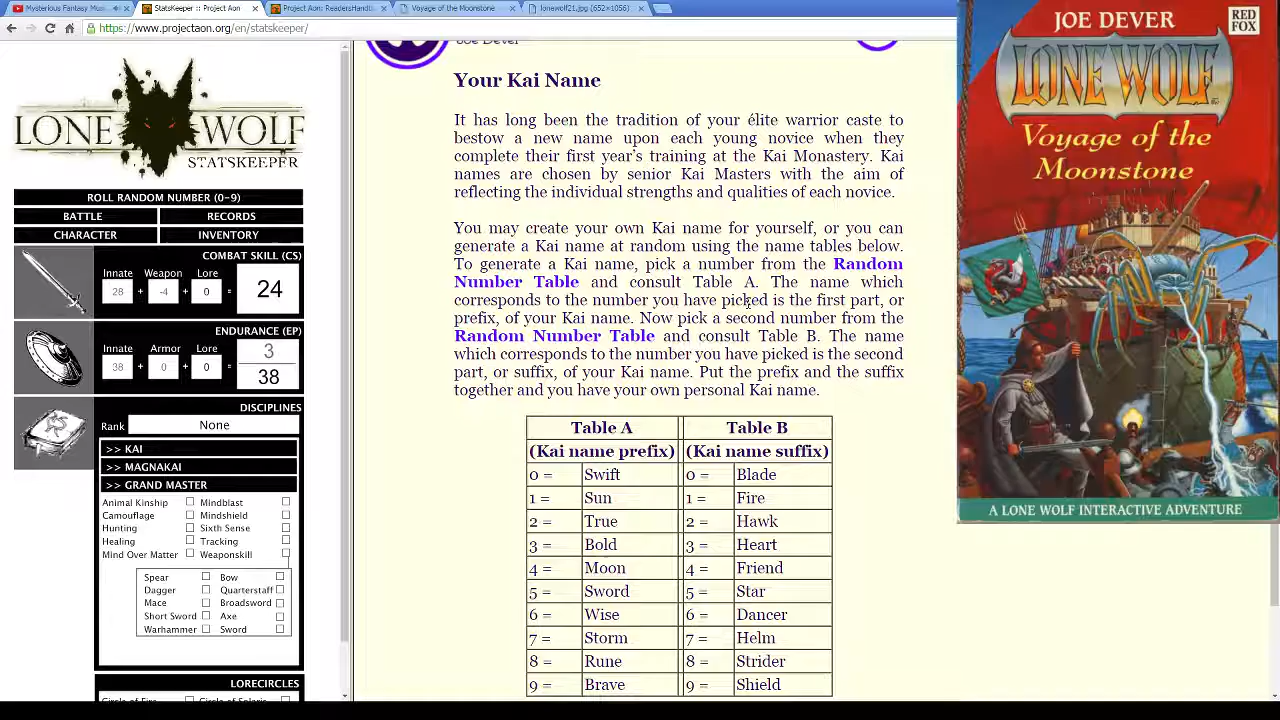 Mysterious Fantasy Mus
StatsKeeper :: Project Aon
Project Aon: ReadersHandb
Voyage of the Moonstone
lonewolf21.jpg (652×1056)
https://www.projectaon.org/en/statskeeper/
LONE WOLF
STATSKEEPER
ROLL RANDOM NUMBER (0-9)
BATTLE RECORDS
CHARACTER INVENTORY
COMBAT SKILL (CS)
Innate Weapon Lore
28 + -4 + 0 = 24
ENDURANCE (EP)
Innate Armor Lore
3
38 + 0 + 0 = 38
DISCIPLINES
Rank None
>> KAI
>> MAGNAKAI
>> GRAND MASTER
Animal Kinship Mindblast
Camouflage Mindshield
Hunting Sixth Sense
Healing Tracking
Mind Over Matter Weaponskill
Spear Bow
Dagger Quarterstaff
Mace Broadsword
Short Sword Axe
Warhammer Sword
LORECIRCLES
Circle of Fire Circle of Solaris
Joe Dever
Your Kai Name
It has long been the tradition of your élite warrior caste to
bestow a new name upon each young novice when they
complete their first year's training at the Kai Monastery. Kai
names are chosen by senior Kai Masters with the aim of
reflecting the individual strengths and qualities of each novice.
You may create your own Kai name for yourself, or you can
generate a Kai name at random using the name tables below.
To generate a Kai name, pick a number from the Random
Number Table and consult Table A. The name which
corresponds to the number you have picked is the first part, or
prefix, of your Kai name. Now pick a second number from the
Random Number Table and consult Table B. The name
which corresponds to the number you have picked is the second
part, or suffix, of your Kai name. Put the prefix and the suffix
together and you have your own personal Kai name.
Table A Table B
(Kai name prefix) (Kai name suffix)
0 = Swift 0 = Blade
1 = Sun 1 = Fire
2 = True 2 = Hawk
3 = Bold 3 = Heart
4 = Moon 4 = Friend
5 = Sword 5 = Star
6 = Wise 6 = Dancer
7 = Storm 7 = Helm
8 = Rune 8 = Strider
9 = Brave 9 = Shield
JOE DEVER
RED
FOX
LONE WOLF
Voyage of the
Moonstone
A LONE WOLF INTERACTIVE ADVENTURE